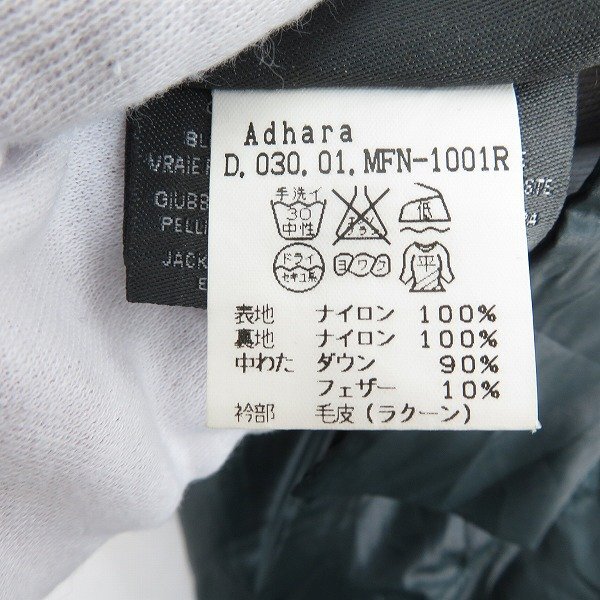 Adhara
D.030.01.MFN-1001R
手洗イ
30
中性
低
ドライ
セキユ系
ヨワク
平
表地 ナイロン 100%
裏地 ナイロン 100%
中わた ダウン 90%
フェザー 10%
衿部 毛皮(ラクーン)
VRAIE
PELLI
JACK